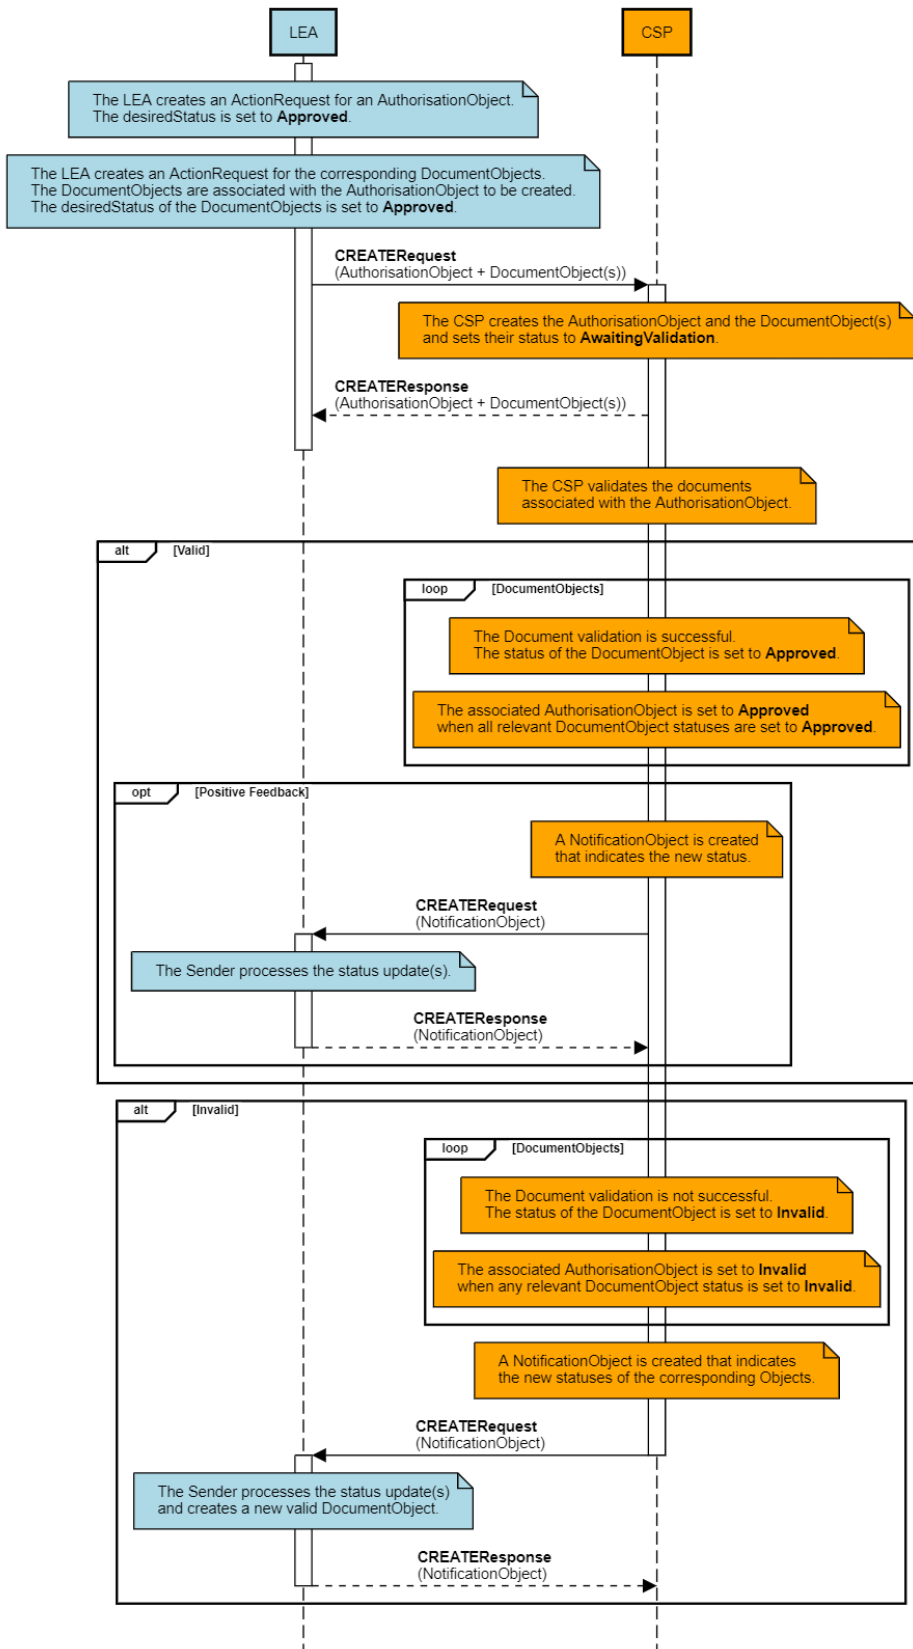 LEA
CSP
The LEA creates an ActionRequest for an AuthorisationObject.
The desiredStatus is set to Approved.
The LEA creates an ActionRequest for the corresponding DocumentObjects.
The DocumentObjects are associated with the AuthorisationObject to be created.
The desiredStatus of the DocumentObjects is set to Approved.
CREATERequest
(AuthorisationObject + DocumentObject(s))
The CSP creates the AuthorisationObject and the DocumentObject(s)
and sets their status to AwaitingValidation.
CREATEResponse
(AuthorisationObject + DocumentObject(s))
The CSP validates the documents
associated with the AuthorisationObject.
alt
[Valid]
loop
[DocumentObjects]
The Document validation is successful.
The status of the DocumentObject is set to Approved.
The associated AuthorisationObject is set to Approved
when all relevant DocumentObject statuses are set to Approved.
opt
[Positive Feedback]
A NotificationObject is created
that indicates the new status.
CREATERequest
(NotificationObject)
The Sender processes the status update(s).
CREATEResponse
(NotificationObject)
alt
[Invalid]
loop
[DocumentObjects]
The Document validation is not successful.
The status of the DocumentObject is set to Invalid.
The associated AuthorisationObject is set to Invalid
when any relevant DocumentObject status is set to Invalid.
A NotificationObject is created that indicates
the new statuses of the corresponding Objects.
CREATERequest
(NotificationObject)
The Sender processes the status update(s)
and creates a new valid DocumentObject.
CREATEResponse
(NotificationObject)